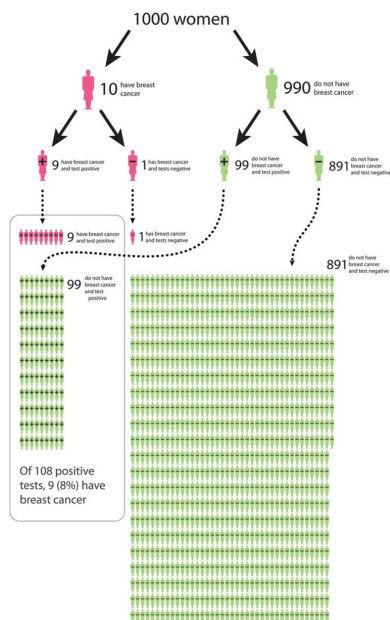 1000 women
10 have breast
cancer
990 do not have
breast cancer
+
9 have breast cancer
and test positive
–
1 has breast cancer
and tests negative
+
99 do not have
breast cancer
and test positive
–
891 do not have
breast cancer
and test negative
9 have breast cancer
and test positive
1 has breast cancer
and tests negative
99 do not have
breast cancer
and test
positive
891 do not have
breast cancer
and test negative
Of 108 positive
tests, 9 (8%) have
breast cancer